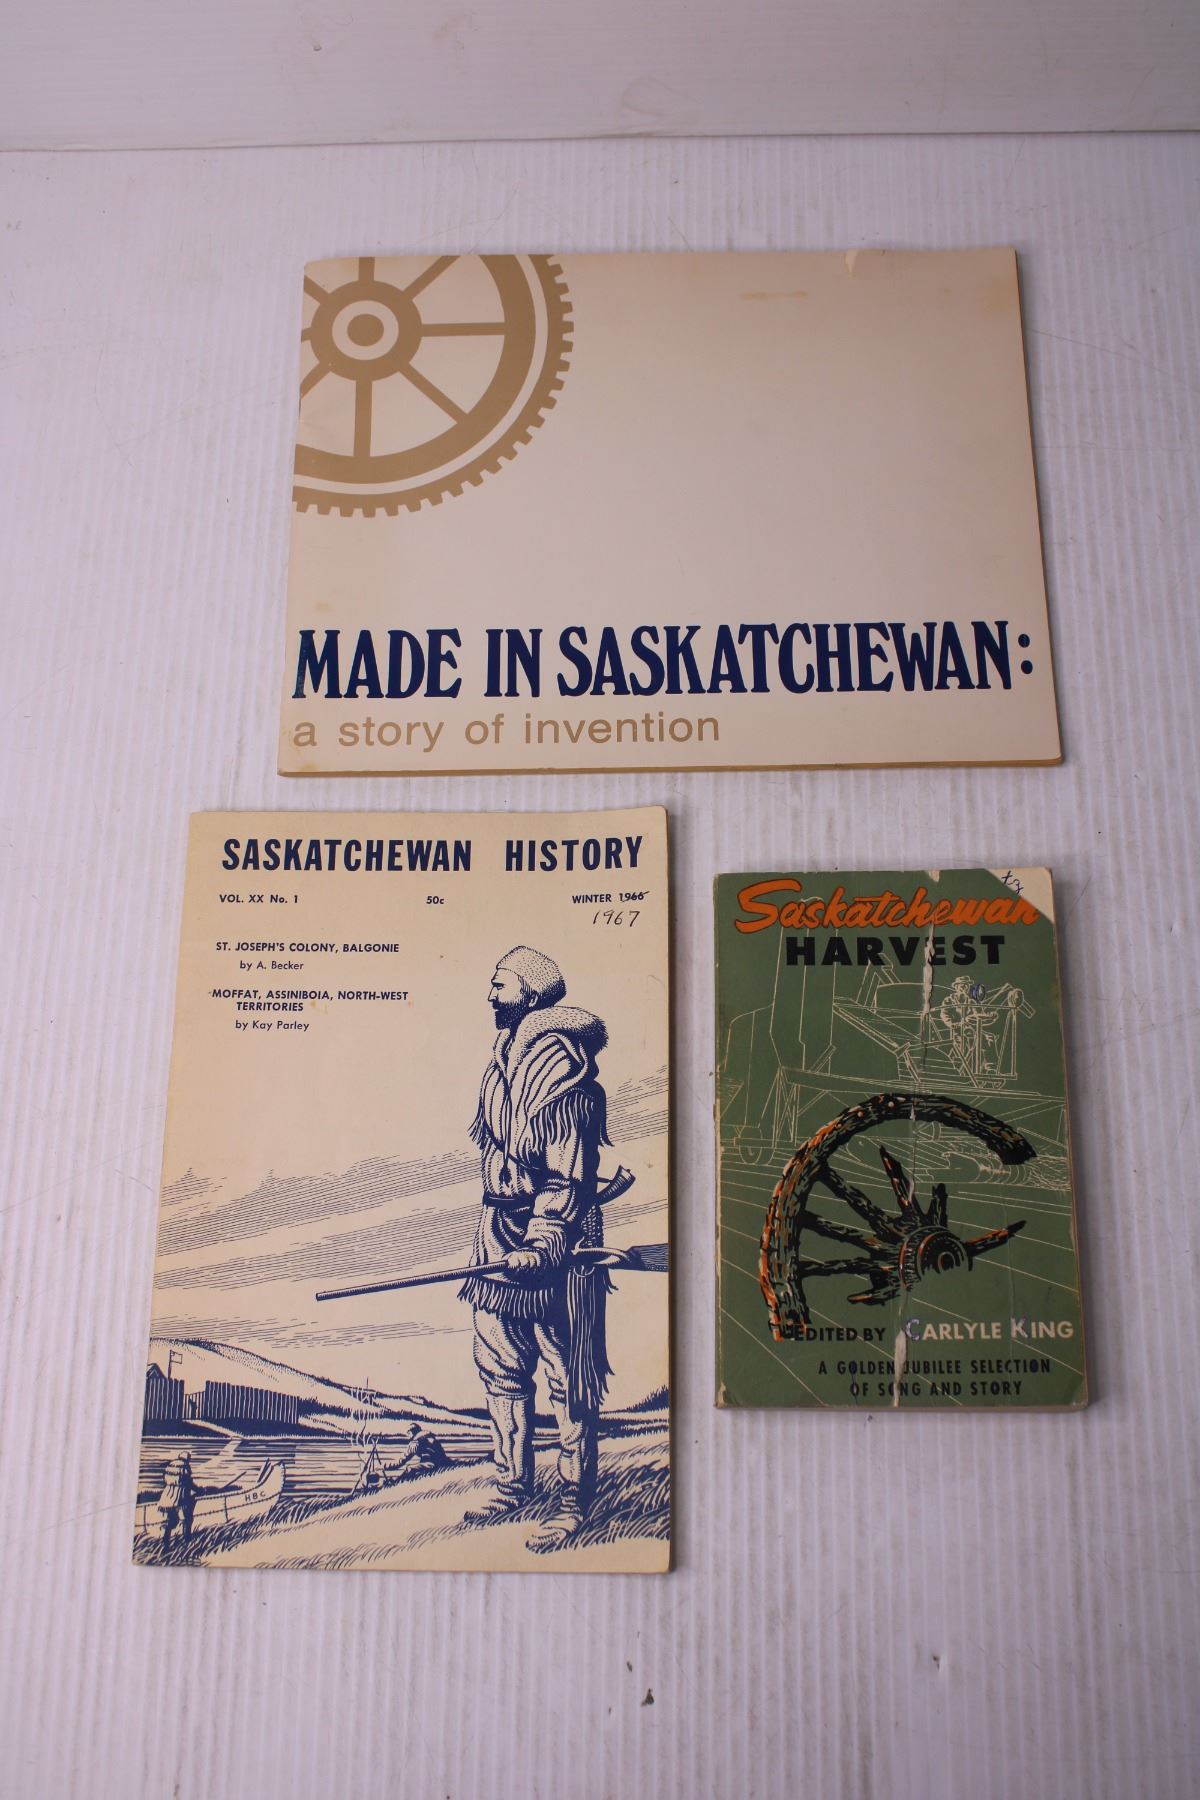 MADE IN SASKATCHEWAN:
a story of invention
SASKATCHEWAN HISTORY
VOL. XX No. 1 50c WINTER 1966
1967
ST. JOSEPH'S COLONY, BALGONIE
by A. Becker
MOFFAT, ASSINIBOIA, NORTH-WEST
TERRITORIES
by Kay Parley
HBC
Saskatchewan
HARVEST
EDITED BY CARLYLE KING
A GOLDEN JUBILEE SELECTION
OF SONG AND STORY